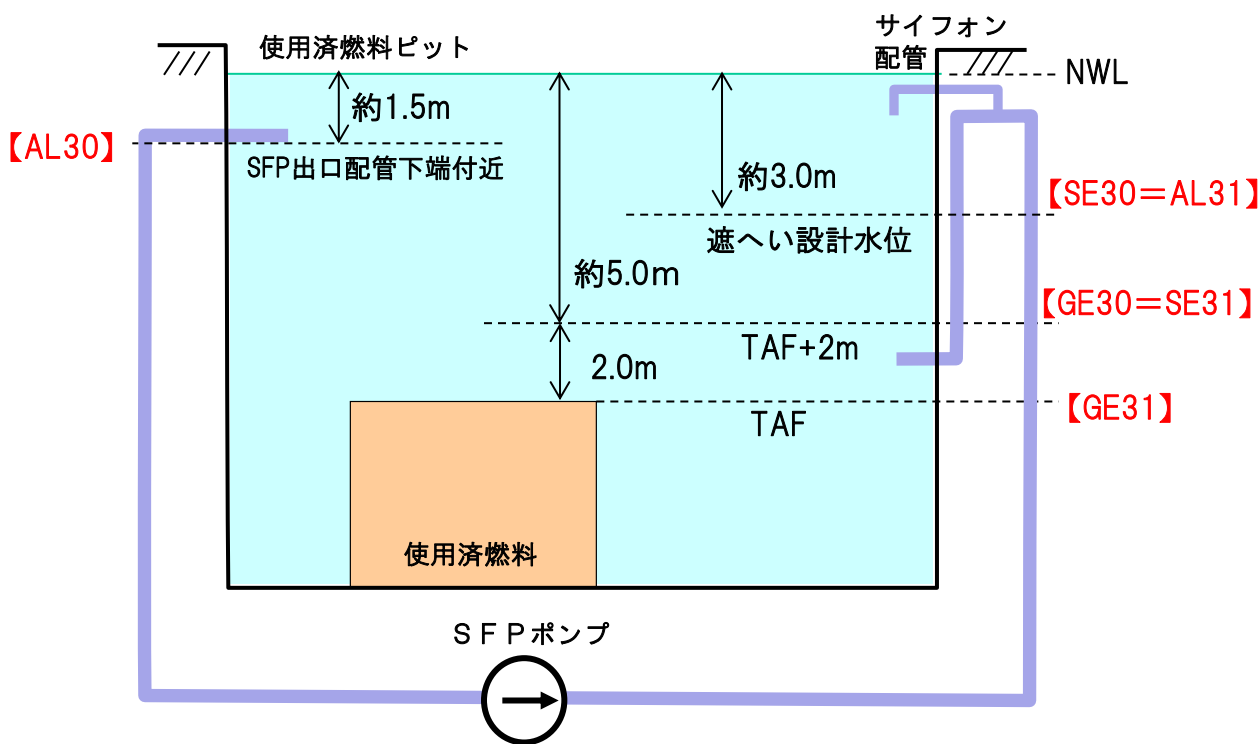 サイフォン
配管
使用済燃料ピット
NWL
約1.5m
【AL30】
SFP出口配管下端付近
約3.0m
【SE30＝AL31】
遮へい設計水位
約5.0ｍ
【GE30＝SE31】
TAF+2m
2.0m
【GE31】
TAF
使用済燃料
ＳＦＰポンプ